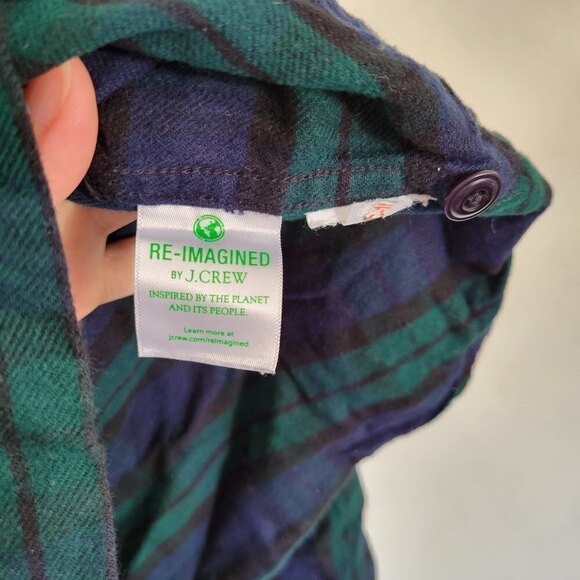 RE-IMAGINED
BY J.CREW
INSPIRED BY THE PLANET
AND ITS PEOPLE.
Learn more at
jcrew.com/reimagined